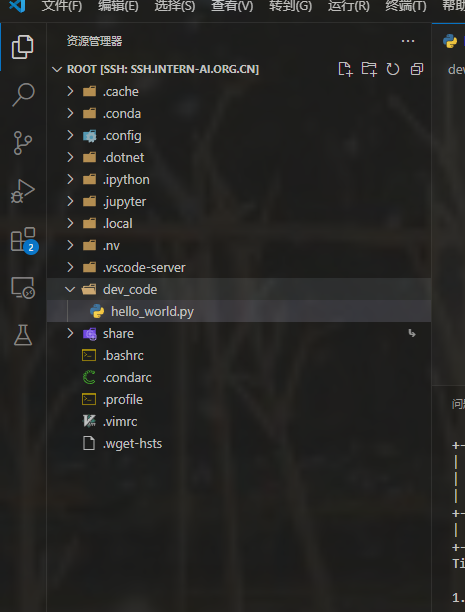 文件(F) 编辑(E) 选择(S) 查看(V) 转到(G) 运行(R) 终端(T) 帮助(H)
资源管理器
ROOT [SSH: SSH.INTERN-AI.ORG.CN]
.cache
.conda
.config
.dotnet
.ipython
.jupyter
.local
.nv
2
.vscode-server
dev_code
hello_world.py
share
.bashrc
.condarc
.profile
.vimrc
.wget-hsts
de
Ti
1.